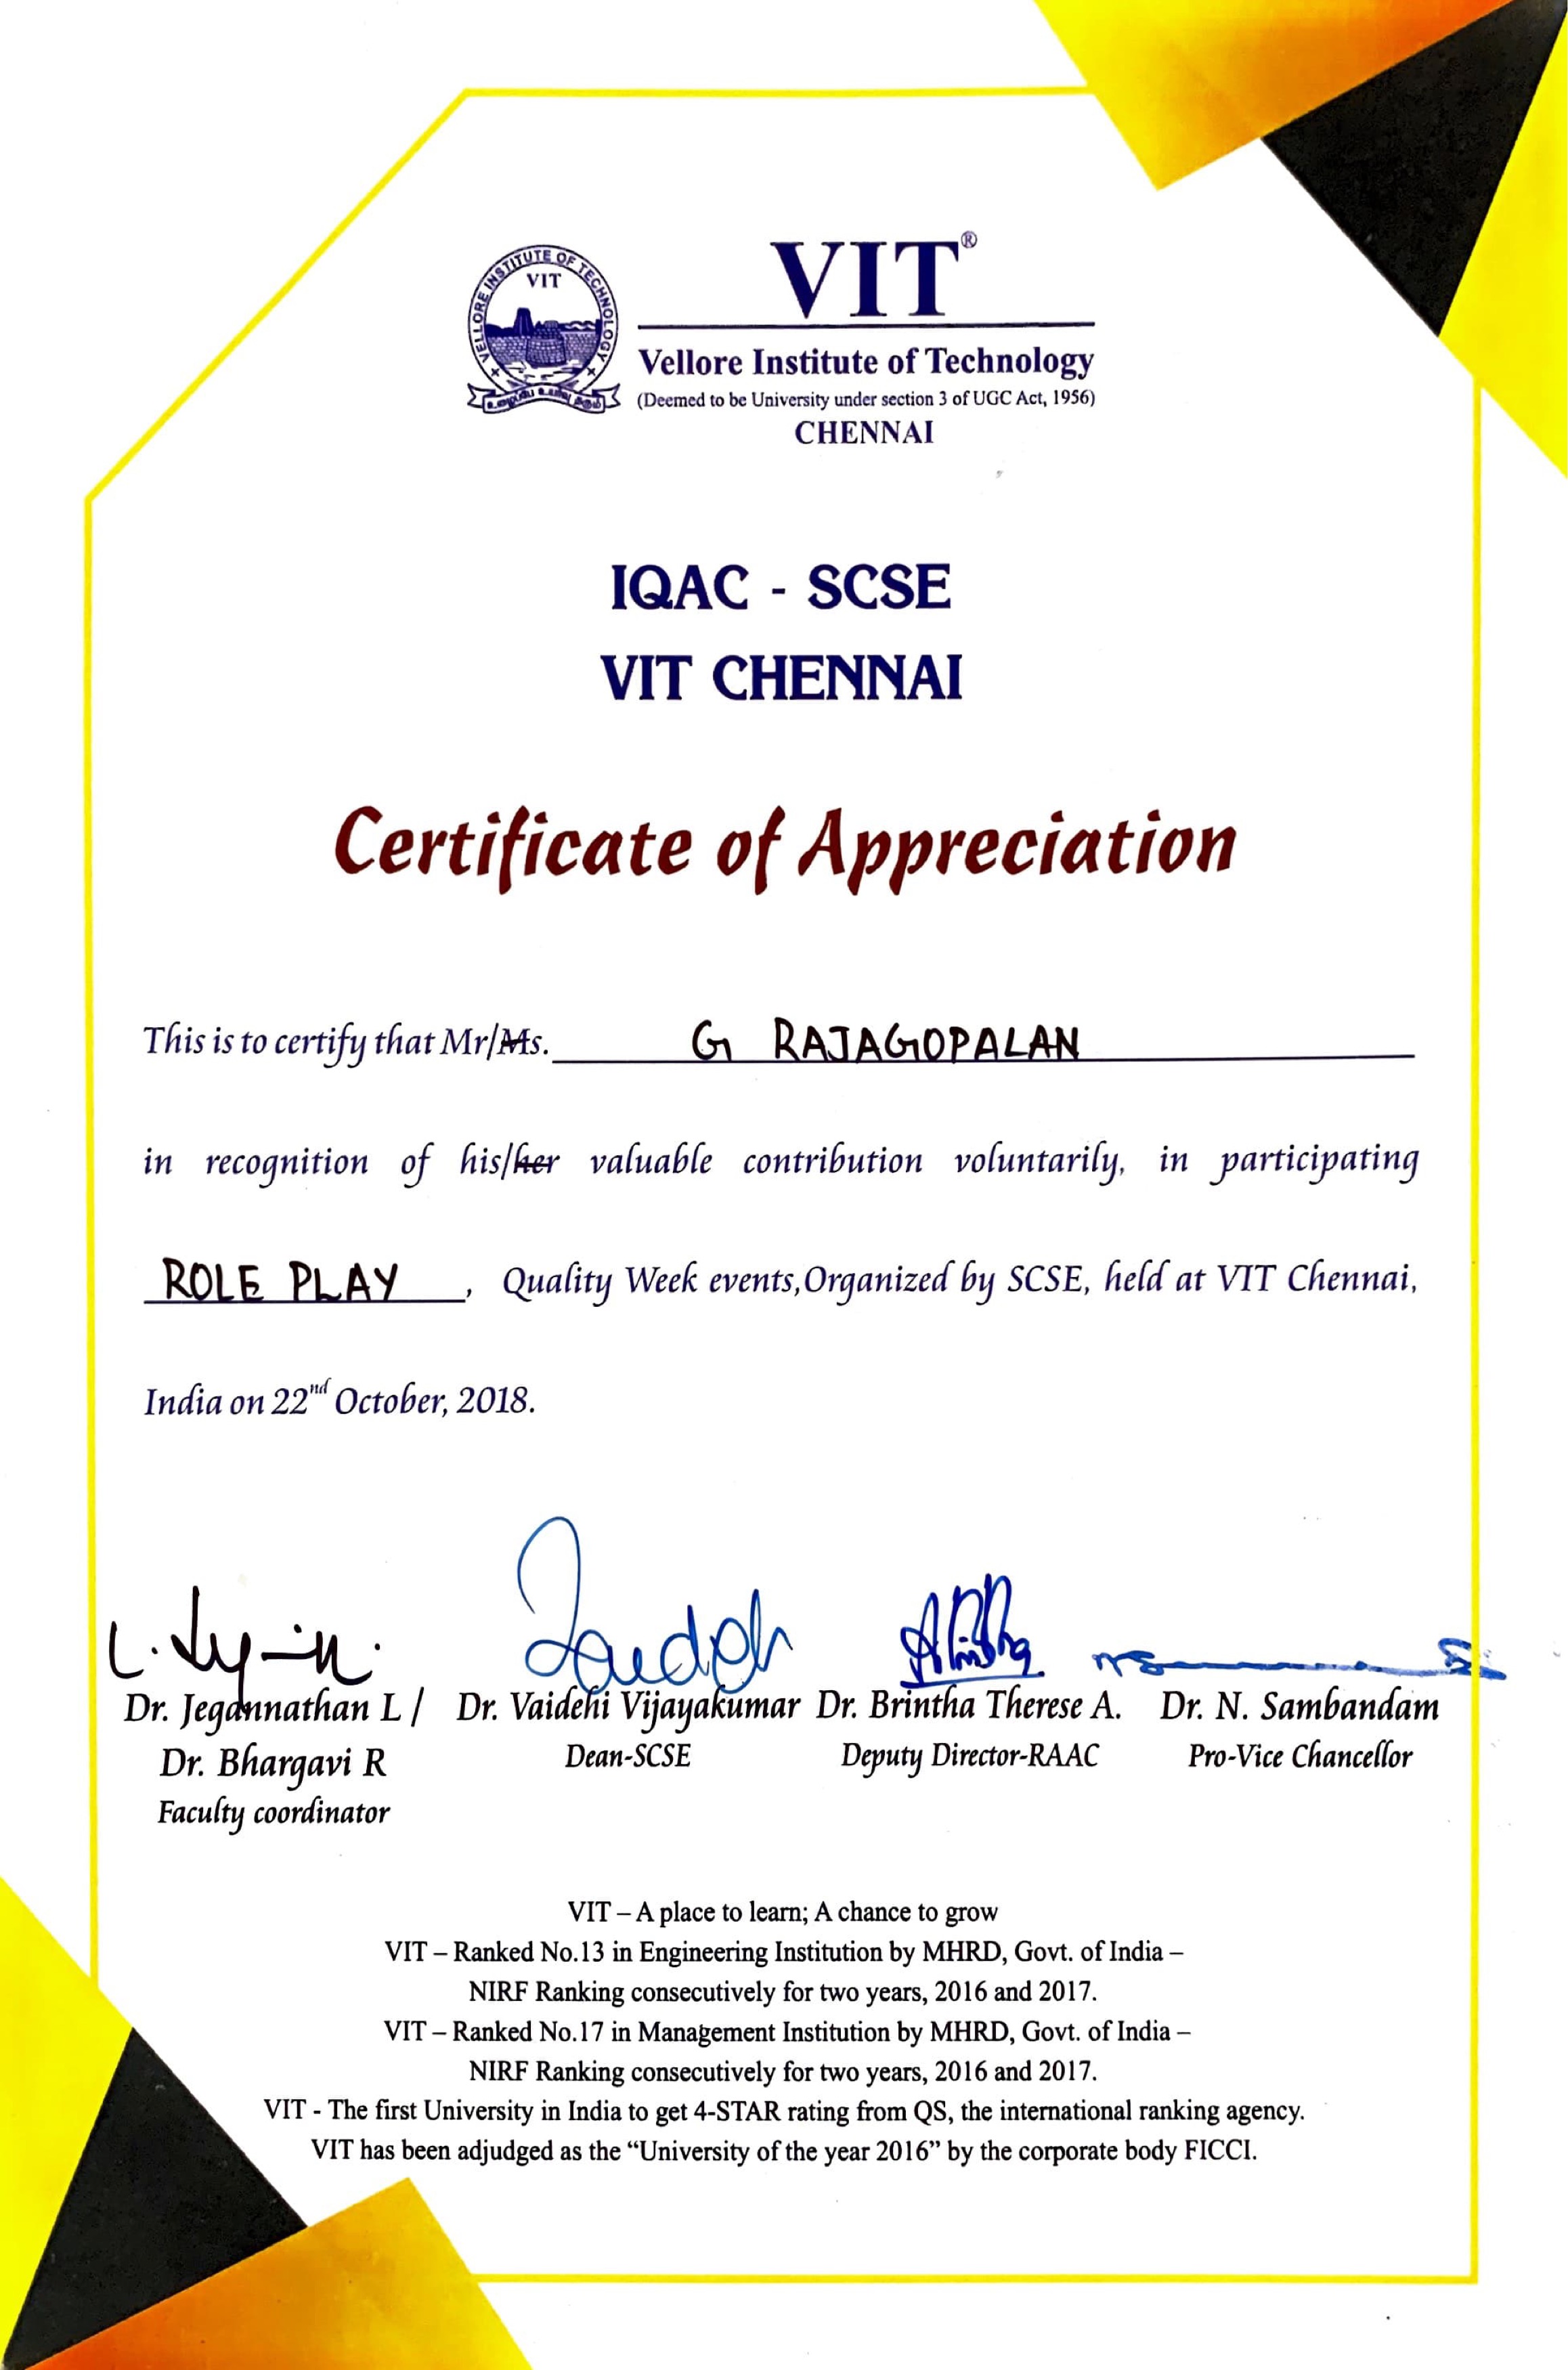 VELLORE INSTITUTE OF TECHNOLOGY
VIT
VIT®
Vellore Institute of Technology
(Deemed to be University under section 3 of UGC Act, 1956)
CHENNAI
IQAC - SCSE
VIT CHENNAI
Certificate of Appreciation
This is to certify that Mr/Ms. G RAJAGOPALAN
in recognition of his/her valuable contribution voluntarily, in participating
ROLE PLAY , Quality Week events,Organized by SCSE, held at VIT Chennai,
India on 22nd October, 2018.
Dr. Jegannathan L / Dr. Vaidehi Vijayakumar Dr. Brintha Therese A. Dr. N. Sambandam
Dr. Bhargavi R Dean-SCSE Deputy Director-RAAC Pro-Vice Chancellor
Faculty coordinator
VIT – A place to learn; A chance to grow
VIT – Ranked No.13 in Engineering Institution by MHRD, Govt. of India –
NIRF Ranking consecutively for two years, 2016 and 2017.
VIT – Ranked No.17 in Management Institution by MHRD, Govt. of India –
NIRF Ranking consecutively for two years, 2016 and 2017.
VIT - The first University in India to get 4-STAR rating from QS, the international ranking agency.
VIT has been adjudged as the “University of the year 2016” by the corporate body FICCI.